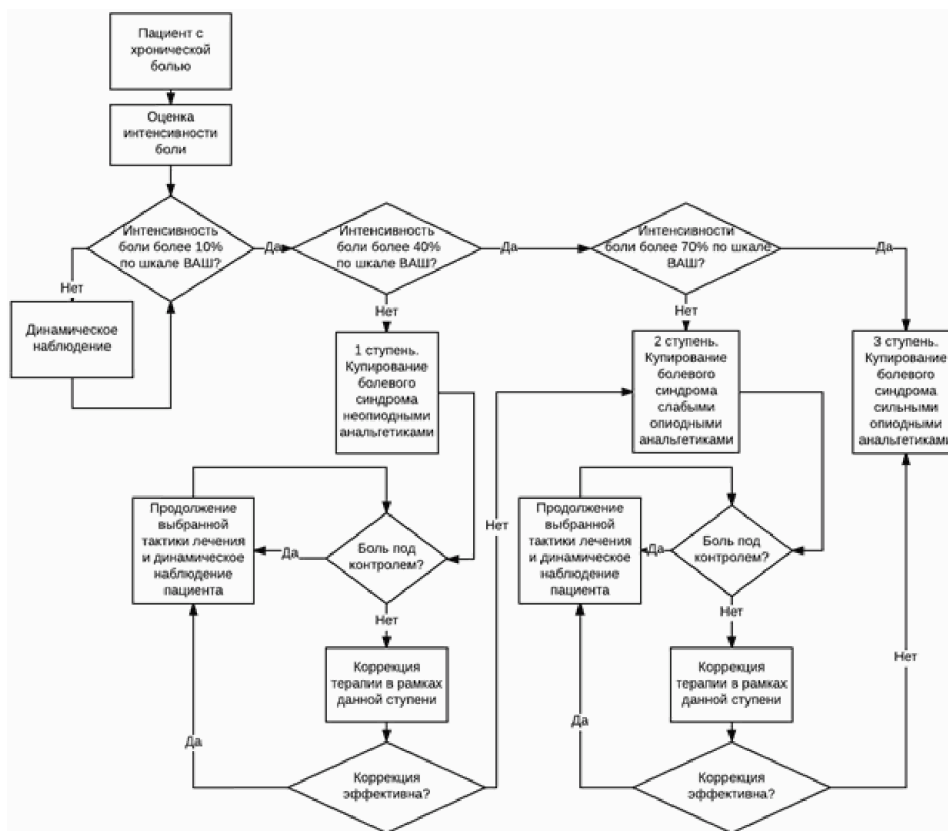 Пациент с
хронической
болью
Оценка
интенсивности
боли
Интенсивность
боли более 10%
по шкале ВАШ?
Да
Интенсивность
боли более 40%
по шкале ВАШ?
Да
Интенсивности
боли более 70% по шкале
ВАШ?
Да
Нет
Динамическое
наблюдение
Нет
1 ступень.
Купирование
болевого
синдрома
неопиодными
анальгетиками
Нет
2 ступень.
Купирование
болевого
синдрома
слабыми
опиодными
анальгетиками
3 ступень.
Купирование
болевого
синдрома
сильными
опиодными
анальгетиками
Продолжение
выбранной
тактики лечения
и динамическое
наблюдение
пациента
Да
Боль под
контролем?
Нет
Нет
Коррекция
терапии в рамках
данной ступени
Да
Коррекция
эффективна?
Продолжение
выбранной
тактики лечения
и динамическое
наблюдение
пациента
Да
Боль под
контролем?
Нет
Нет
Коррекция
терапии в рамках
данной ступени
Да
Коррекция
эффективна?